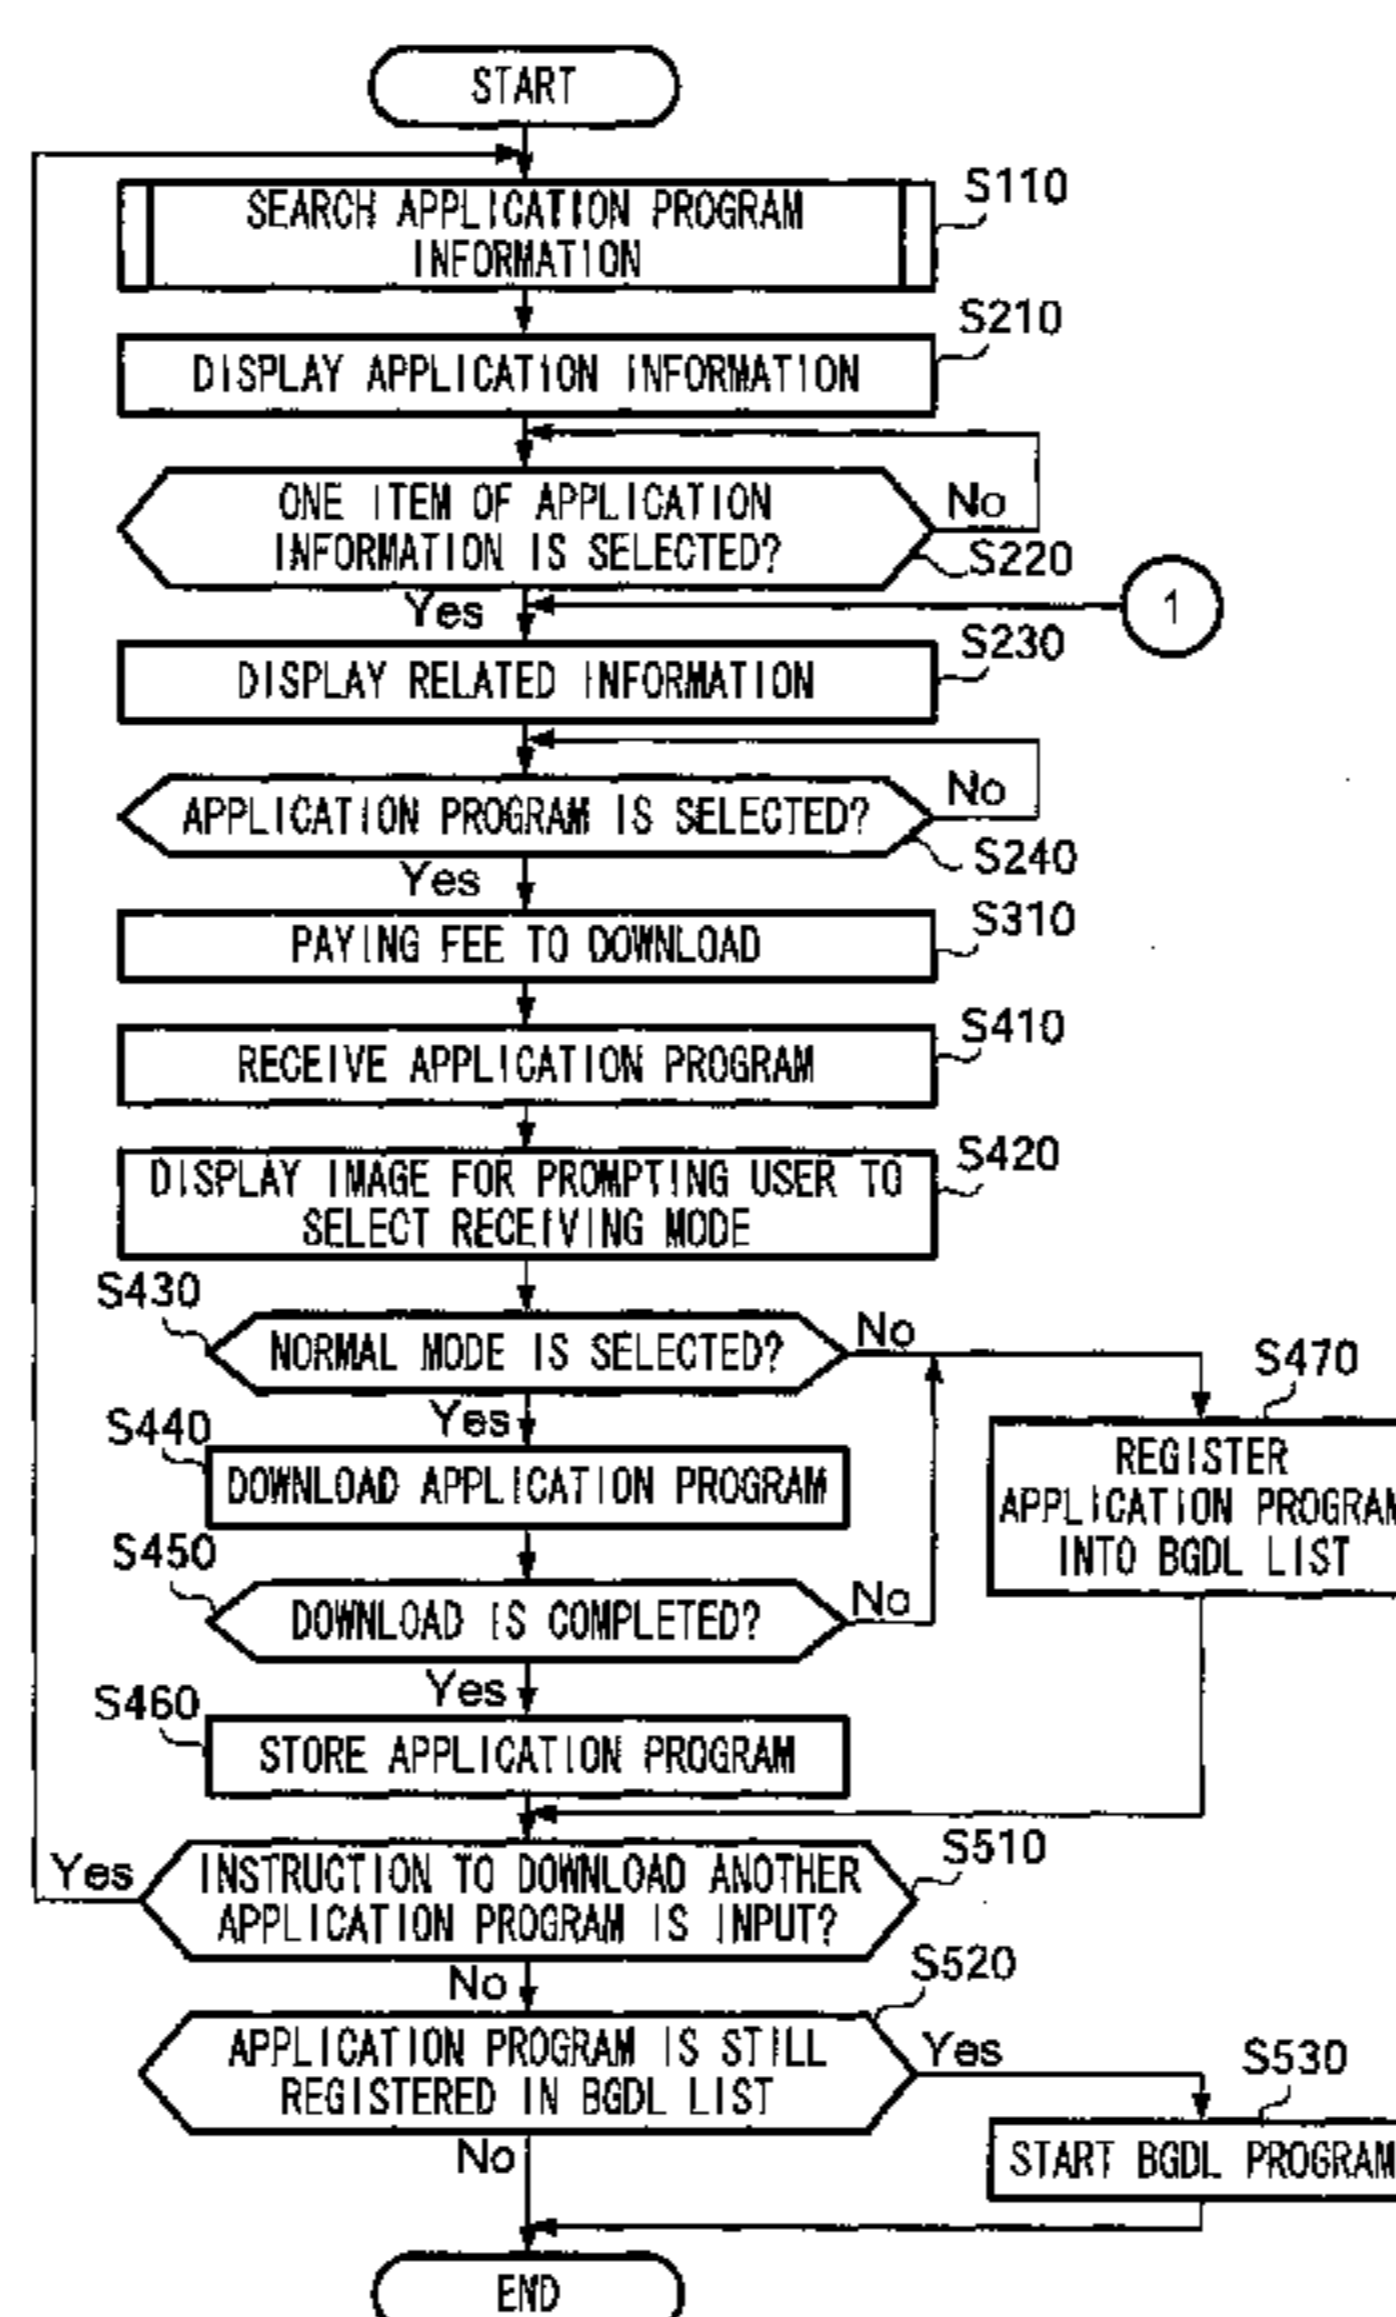 START
S110
SEARCH APPLICATION PROGRAM
INFORMATION
S210
DISPLAY APPLICATION INFORMATION
ONE ITEM OF APPLICATION
INFORMATION IS SELECTED?
No
S220
Yes
1
S230
DISPLAY RELATED INFORMATION
APPLICATION PROGRAM IS SELECTED?
No
S240
Yes
S310
PAYING FEE TO DOWNLOAD
S410
RECEIVE APPLICATION PROGRAM
S420
DISPLAY IMAGE FOR PROMPTING USER TO
SELECT RECEIVING MODE
S430
NORMAL MODE IS SELECTED?
No
Yes
S470
REGISTER
APPLICATION PROGRAM
INTO BGDL LIST
S440
DOWNLOAD APPLICATION PROGRAM
S450
DOWNLOAD IS COMPLETED?
No
Yes
S460
STORE APPLICATION PROGRAM
S510
INSTRUCTION TO DOWNLOAD ANOTHER
APPLICATION PROGRAM IS INPUT?
Yes
No
S520
APPLICATION PROGRAM IS STILL
REGISTERED IN BGDL LIST
Yes
No
S530
START BGDL PROGRAM
END